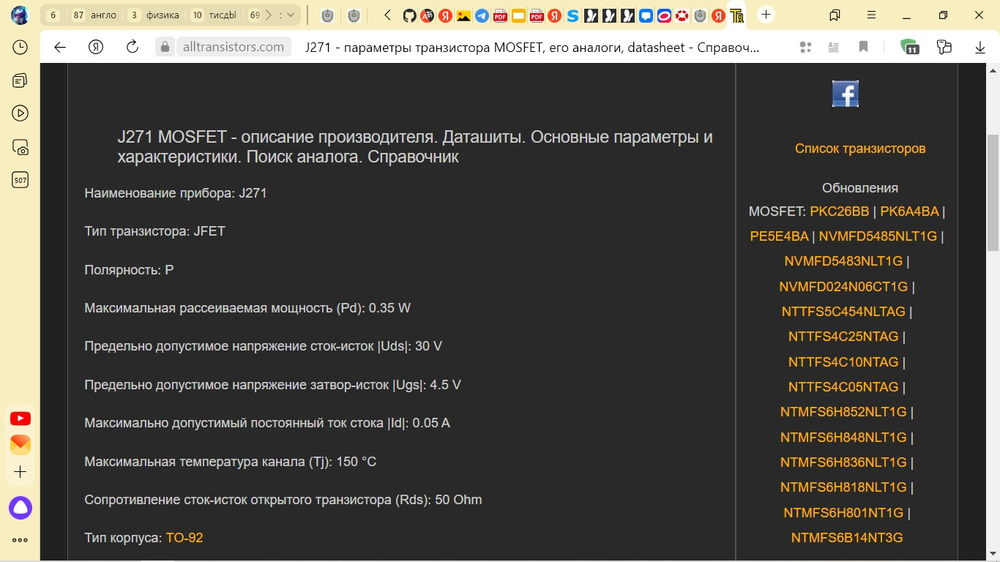 6 87 англо 3 физика 10 тисды 69 :
alltransistors.com J271 - параметры транзистора MOSFET, его аналоги, datasheet - Справоч...
11
507
J271 MOSFET - описание производителя. Даташиты. Основные параметры и
характеристики. Поиск аналога. Справочник
Наименование прибора: J271
Тип транзистора: JFET
Полярность: P
Максимальная рассеиваемая мощность (Pd): 0.35 W
Предельно допустимое напряжение сток-исток |Uds|: 30 V
Предельно допустимое напряжение затвор-исток |Ugs|: 4.5 V
Максимально допустимый постоянный ток стока |Id|: 0.05 A
Максимальная температура канала (Tj): 150 °C
Сопротивление сток-исток открытого транзистора (Rds): 50 Ohm
Тип корпуса: TO-92
Список транзисторов
Обновления
MOSFET: PKC26BB | PK6A4BA |
PE5E4BA | NVMFD5485NLT1G |
NVMFD5483NLT1G |
NVMFD024N06CT1G |
NTTFS5C454NLTAG |
NTTFS4C25NTAG |
NTTFS4C10NTAG |
NTTFS4C05NTAG |
NTMFS6H852NLT1G |
NTMFS6H848NLT1G |
NTMFS6H836NLT1G |
NTMFS6H818NLT1G |
NTMFS6H801NT1G |
NTMFS6B14NT3G